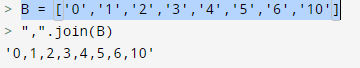 > B = ['0','1','2','3','4','5','6','10']
> ",".join(B)
'0,1,2,3,4,5,6,10'